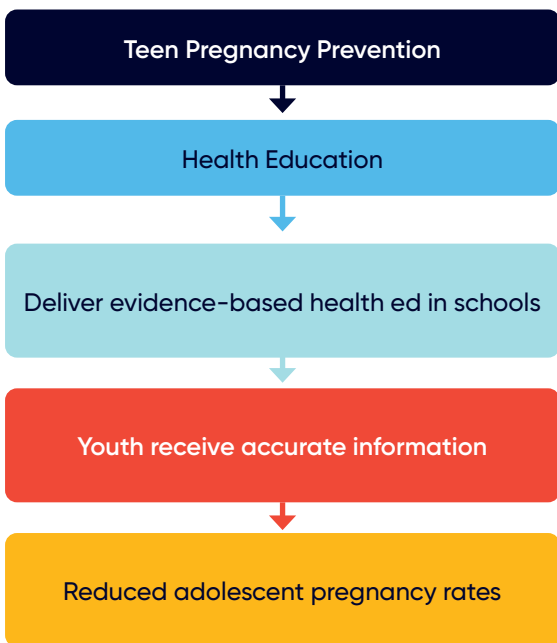 Teen Pregnancy Prevention
Health Education
Deliver evidence-based health ed in schools
Youth receive accurate information
Reduced adolescent pregnancy rates